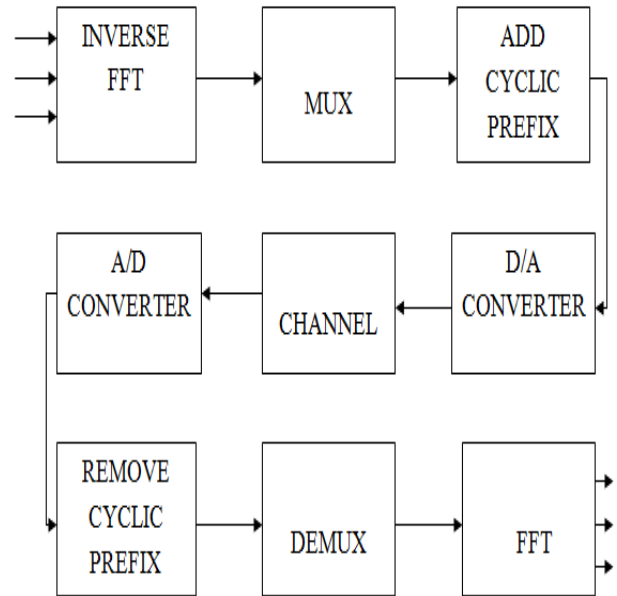 INVERSE
FFT
MUX
ADD
CYCLIC
PREFIX
A/D
CONVERTER
CHANNEL
D/A
CONVERTER
REMOVE
CYCLIC
PREFIX
DEMUX
FFT